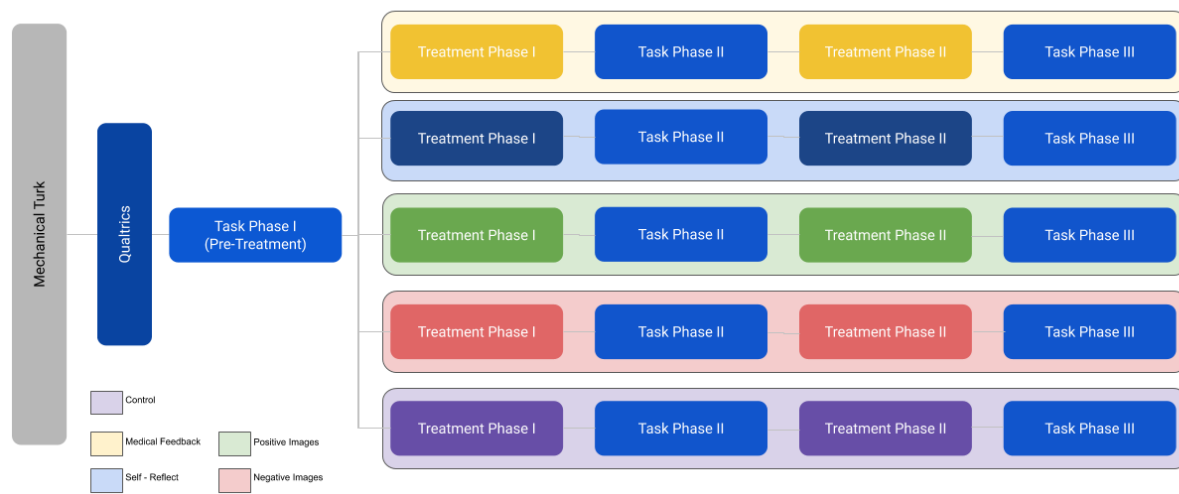 Mechanical Turk
Qualtrics
Task Phase I
(Pre-Treatment)
Treatment Phase I
Task Phase II
Treatment Phase II
Task Phase III
Treatment Phase I
Task Phase II
Treatment Phase II
Task Phase III
Treatment Phase I
Task Phase II
Treatment Phase II
Task Phase III
Treatment Phase I
Task Phase II
Treatment Phase II
Task Phase III
Treatment Phase I
Task Phase II
Treatment Phase II
Task Phase III
Control
Medical Feedback
Positive Images
Self - Reflect
Negative Images